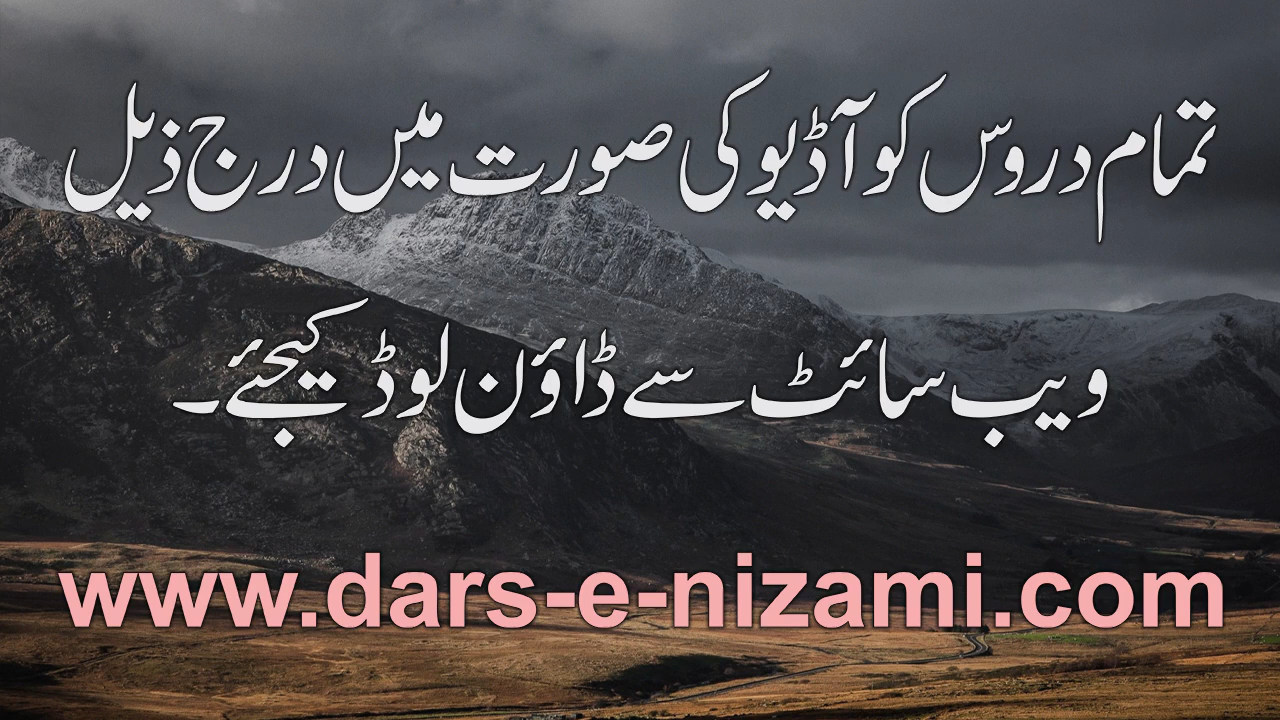 تمام دروس کو آڈیو کی صورت میں درج ذیل
ویب سائٹ سے ڈاؤن لوڈ کیجئے۔
www.dars-e-nizami.com